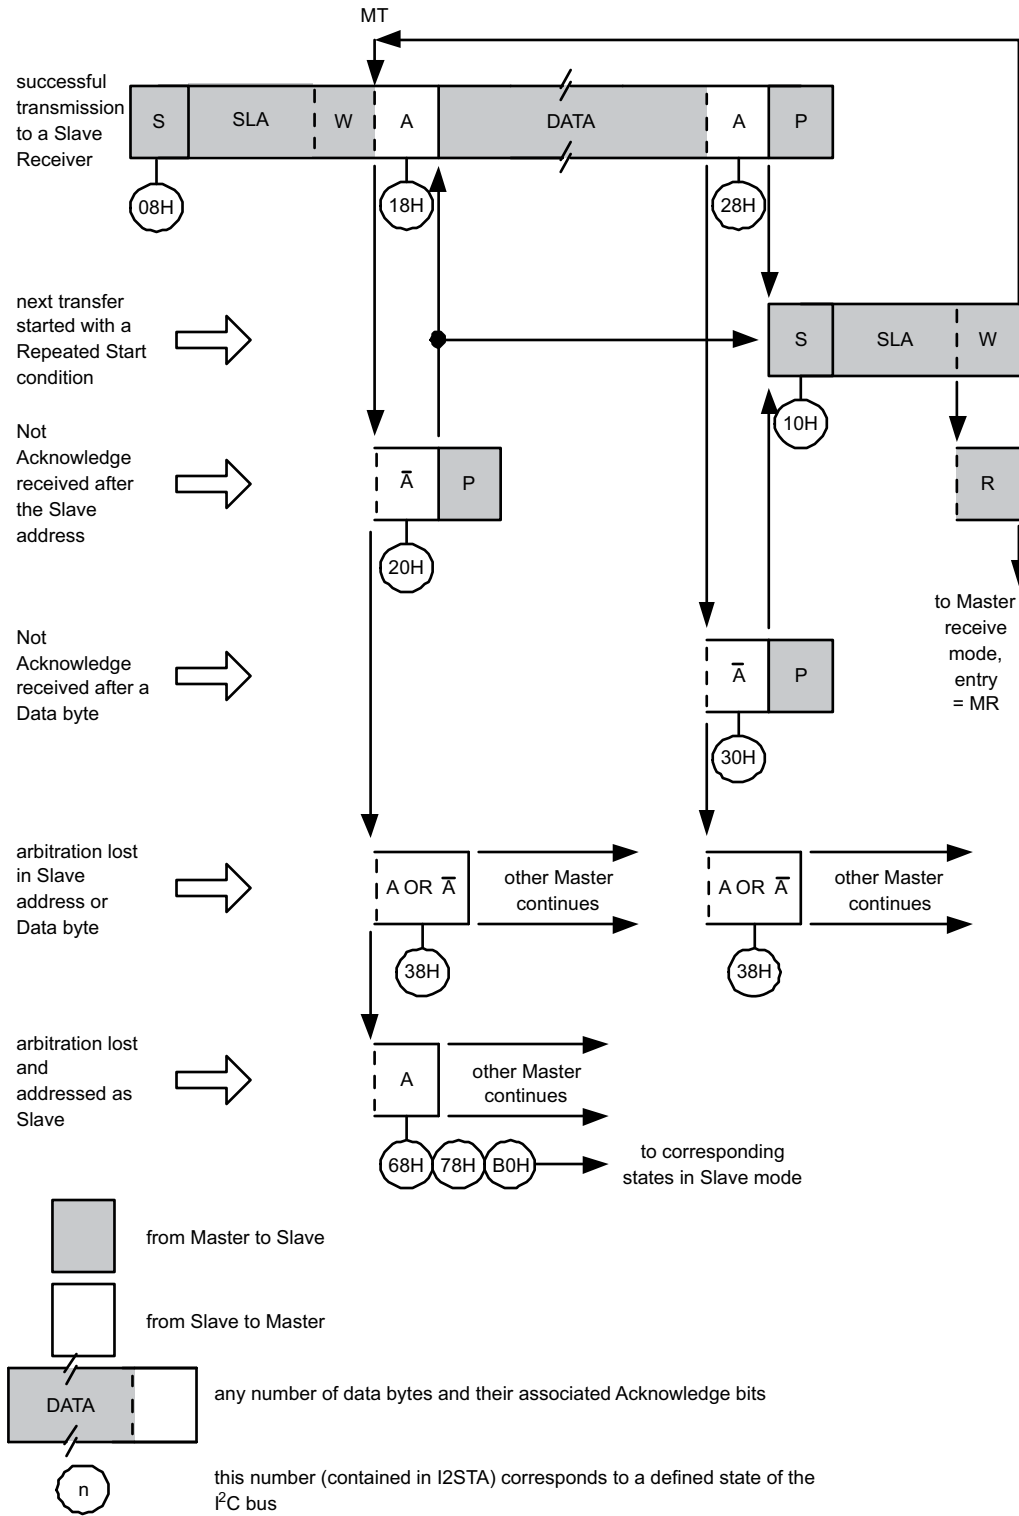 MT
successful
transmission
to a Slave
Receiver
S SLA W A DATA A P
08H 18H 28H
next transfer
started with a
Repeated Start
condition
S SLA W
10H
Not
Acknowledge
received after
the Slave
address
A̅ P R
20H
to Master
receive
mode,
entry
= MR
Not
Acknowledge
received after a
Data byte
A̅ P
30H
arbitration lost
in Slave
address or
Data byte
A OR A̅
other Master
continues
A OR A̅
other Master
continues
38H 38H
arbitration lost
and
addressed as
Slave
A
other Master
continues
68H 78H B0H
to corresponding
states in Slave mode
from Master to Slave
from Slave to Master
DATA
any number of data bytes and their associated Acknowledge bits
n
this number (contained in I2STA) corresponds to a defined state of the
I²C bus